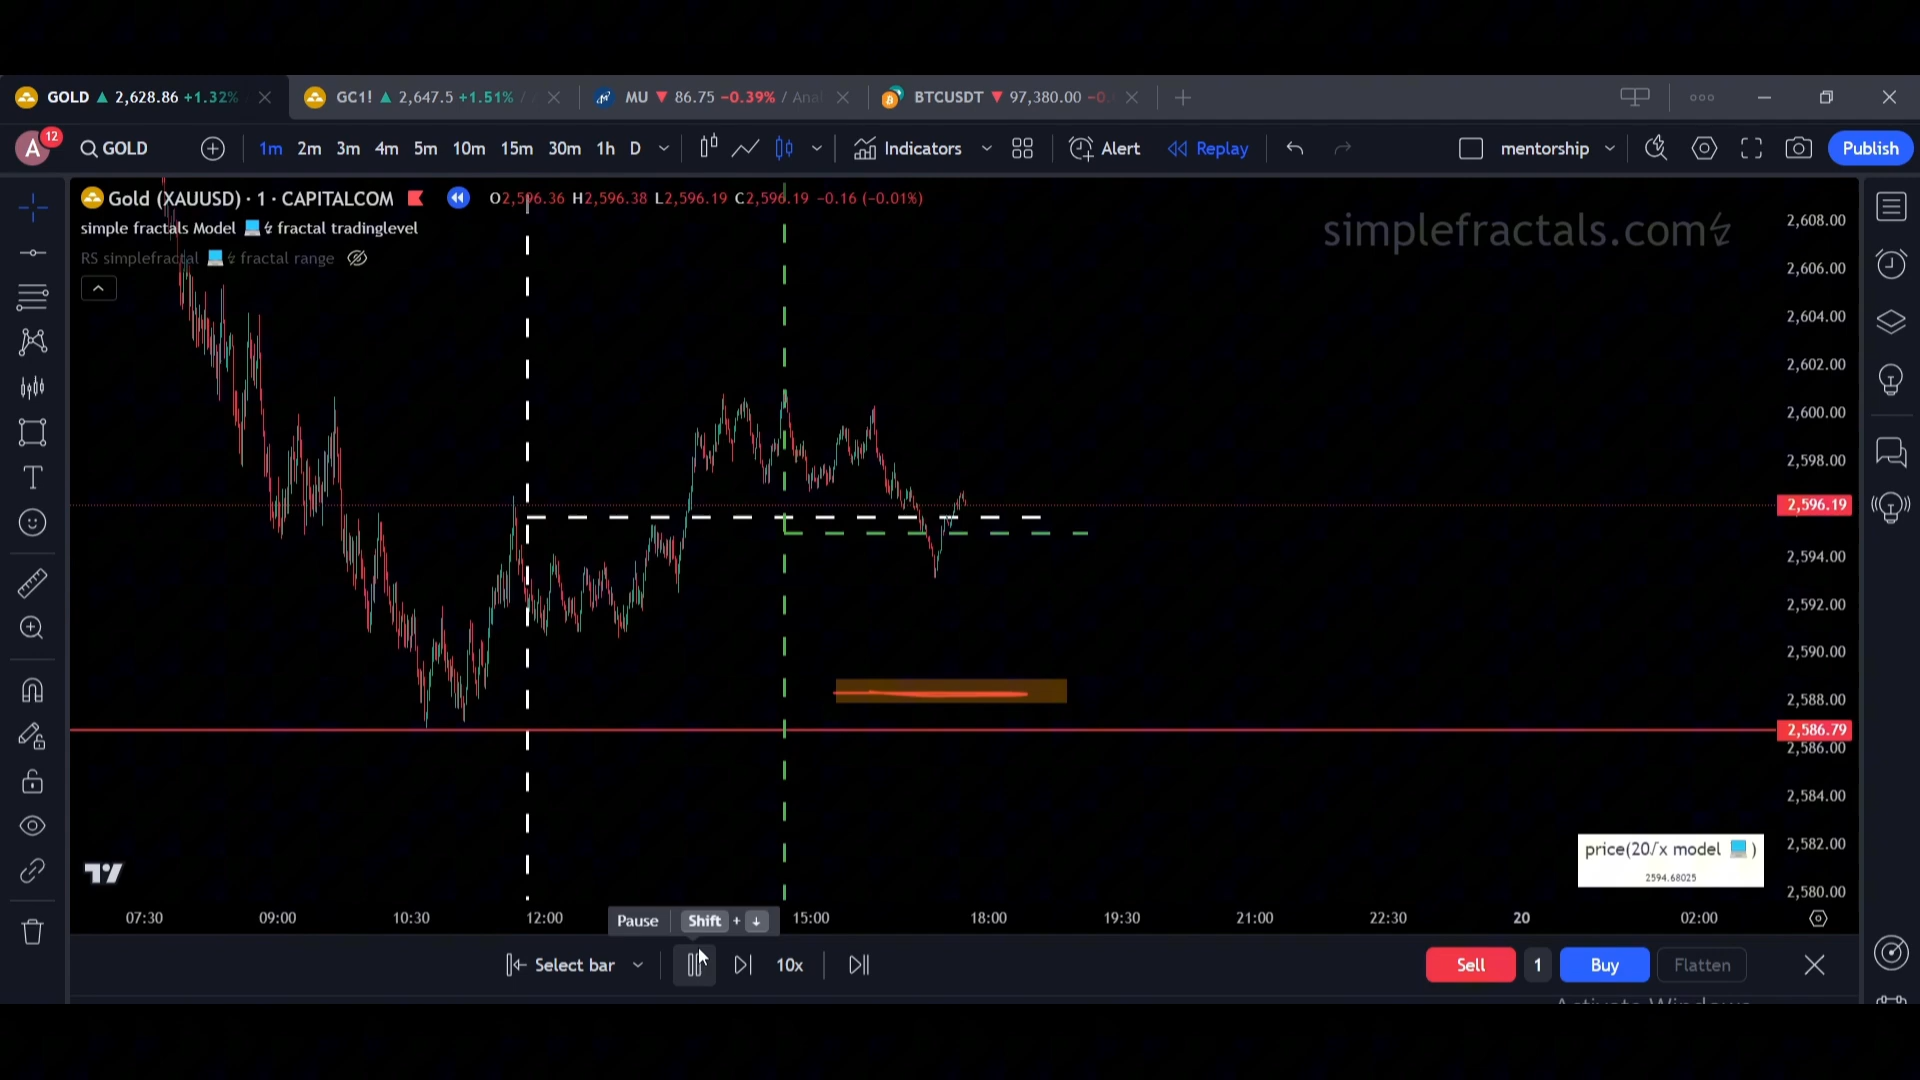 GOLD ▲ 2,628.86 +1.32%
GC1! ▲ 2,647.5 +1.51% /
MU ▼ 86.75 −0.39% / Ana
BTCUSDT ▼ 97,380.00 −0.
A 12 GOLD 1m 2m 3m 4m 5m 10m 15m 30m 1h D Indicators Alert Replay mentorship Publish
Gold (XAUUSD) · 1 · CAPITALCOM O2,596.36 H2,596.38 L2,596.19 C2,596.19 −0.16 (−0.01%)
simple fractals Model 💻↯ fractal tradinglevel
RS simplefractal 💻↯ fractal range
simplefractals.com↯
2,608.00
2,606.00
2,604.00
2,602.00
2,600.00
2,598.00
2,596.19
2,594.00
2,592.00
2,590.00
2,588.00
2,586.79
2,586.00
2,584.00
2,582.00
2,580.00
price(20/x model 💻)
2594.68025
07:30 09:00 10:30 12:00 15:00 18:00 19:30 21:00 22:30 20 02:00
Pause Shift + ↓
Select bar 10x Sell 1 Buy Flatten